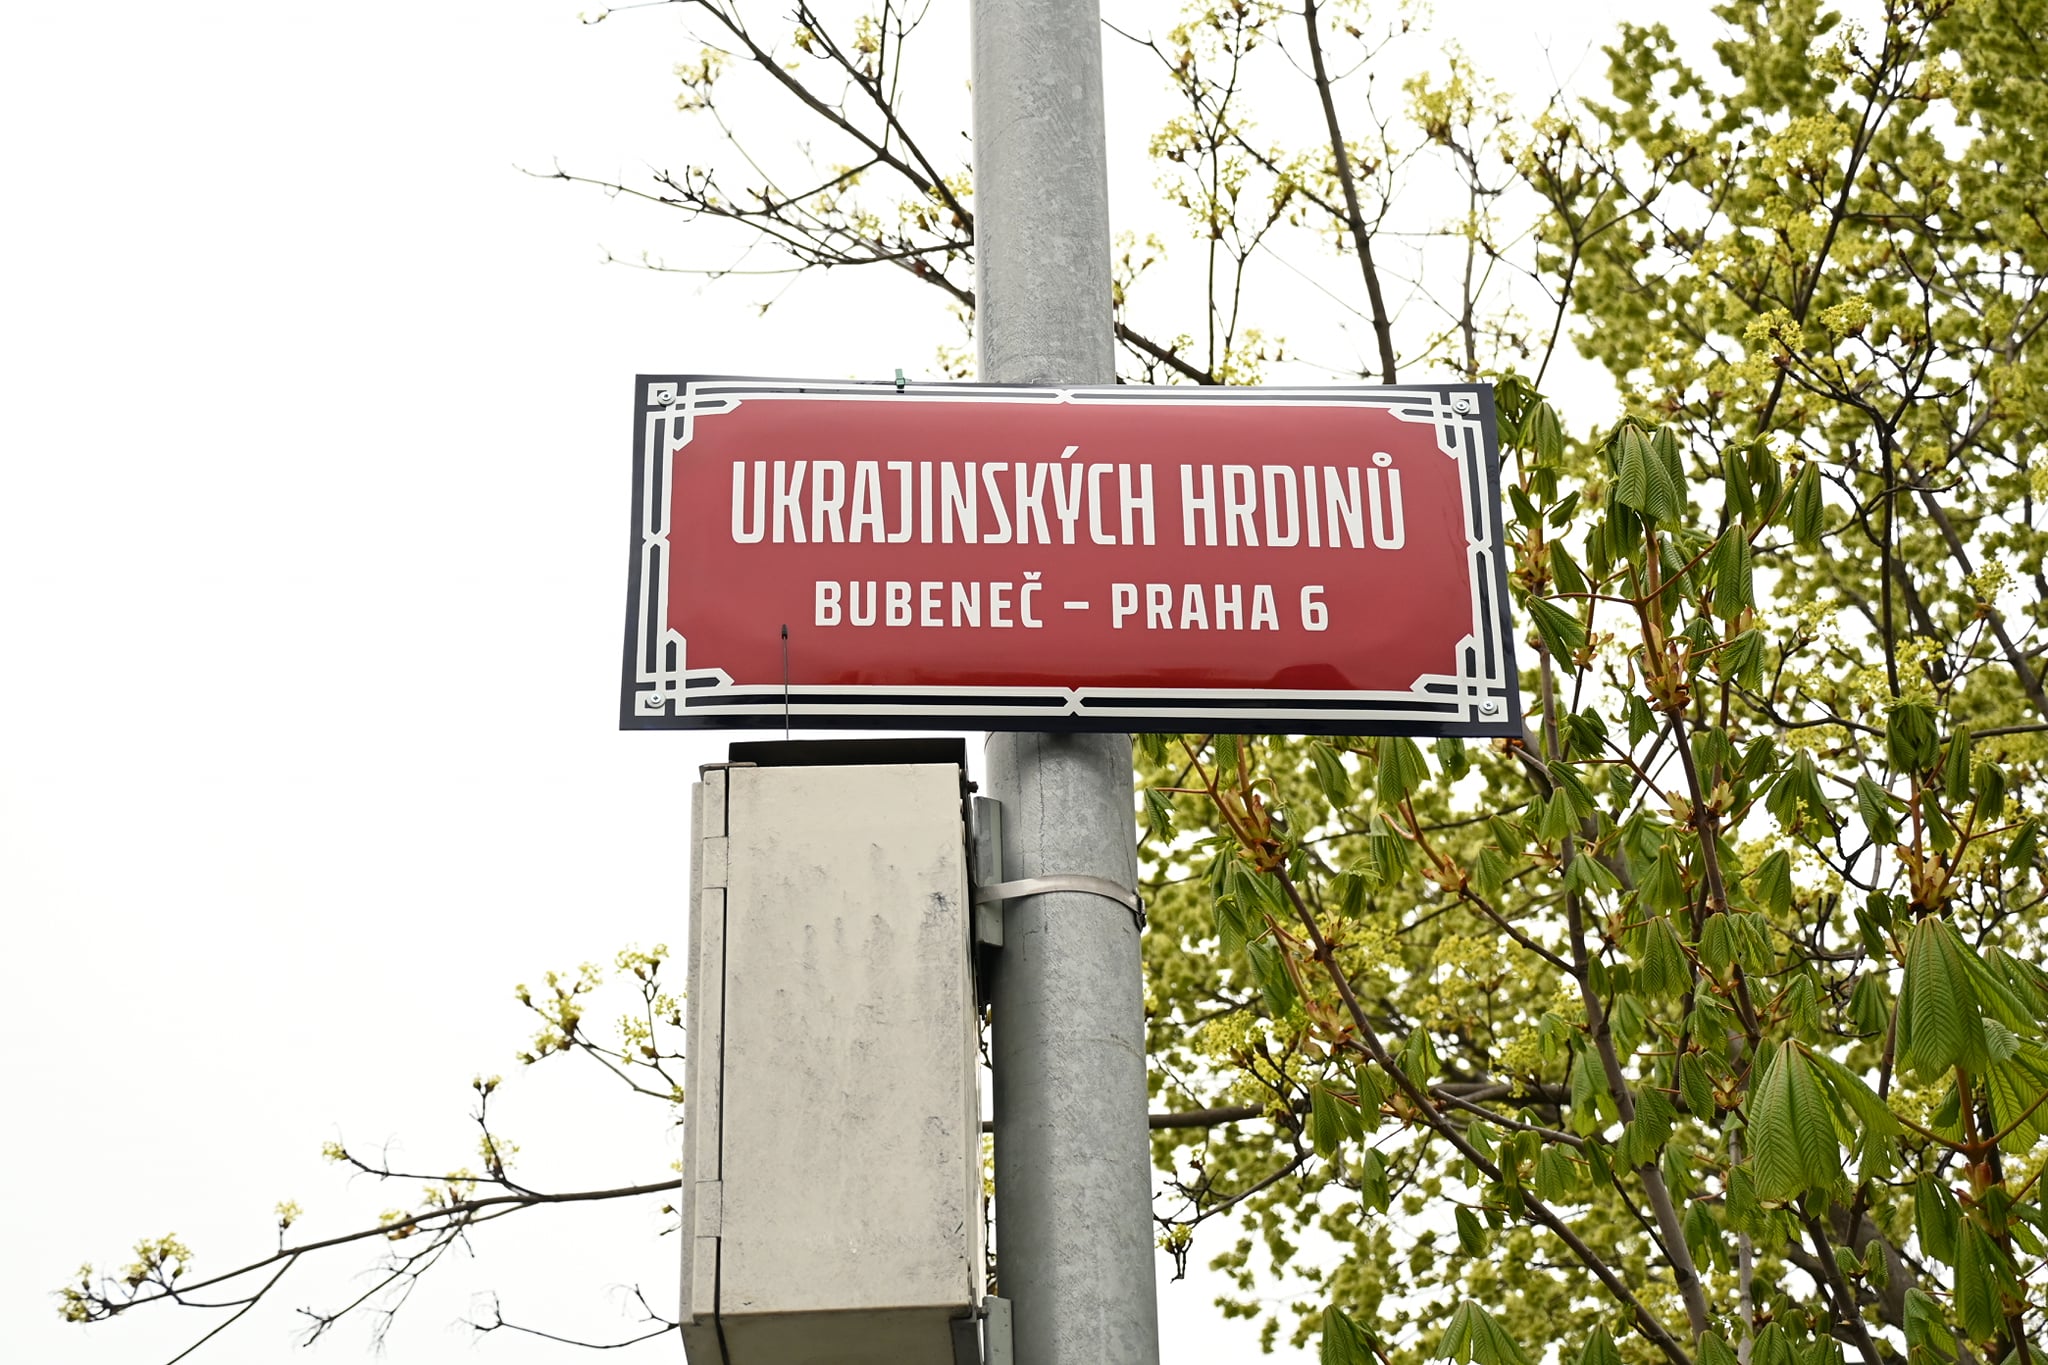 UKRAJINSKÝCH HRDINŮ
BUBENEČ – PRAHA 6